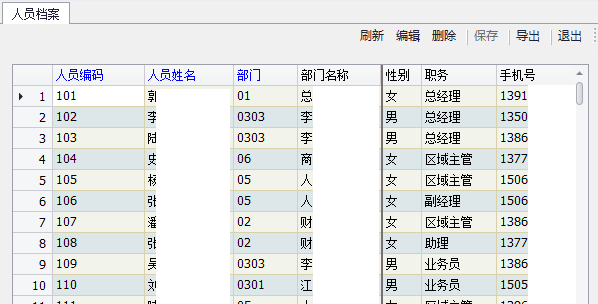 人员档案
刷新 编辑 删除 保存 导出 退出
人员编码 人员姓名 部门 部门名称 性别 职务 手机号
1 101 郭 01 总 女 总经理 1391
2 102 李 0303 李 男 总经理 1350
3 103 陆 0303 李 男 总经理 1386
4 104 史 06 商 女 区域主管 1377
5 105 杨 05 人 女 区域主管 1506
6 106 张 05 人 女 副经理 1506
7 107 潘 02 财 女 区域主管 1386
8 108 张 02 财 女 助理 1377
9 109 吴 0303 李 男 业务员 1386
10 110 刘 0301 江 男 业务员 1505